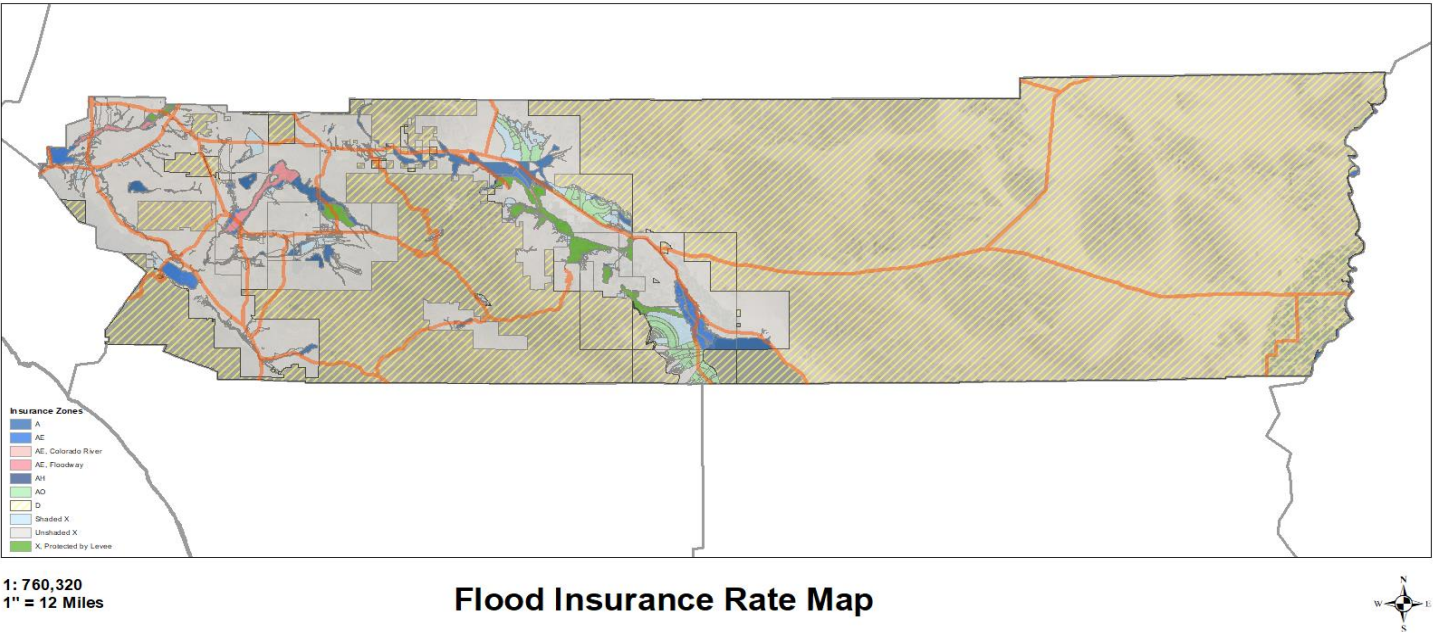 Insurance Zones
A
AE
AE, Colorado River
AE, Floodway
AH
AO
D
Shaded X
Unshaded X
X, Protected by Levee
1: 760,320
1" = 12 Miles
Flood Insurance Rate Map
N
W E
S